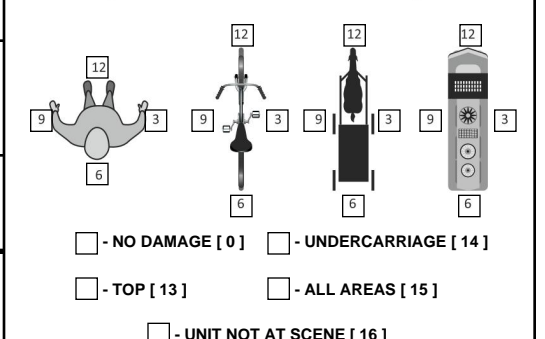 12 12 12
12
9 3 9 3 9 3 9 3
6
6 6 6
- NO DAMAGE [ 0 ] - UNDERCARRIAGE [ 14 ]
- TOP [ 13 ] - ALL AREAS [ 15 ]
- UNIT NOT AT SCENE [ 16 ]